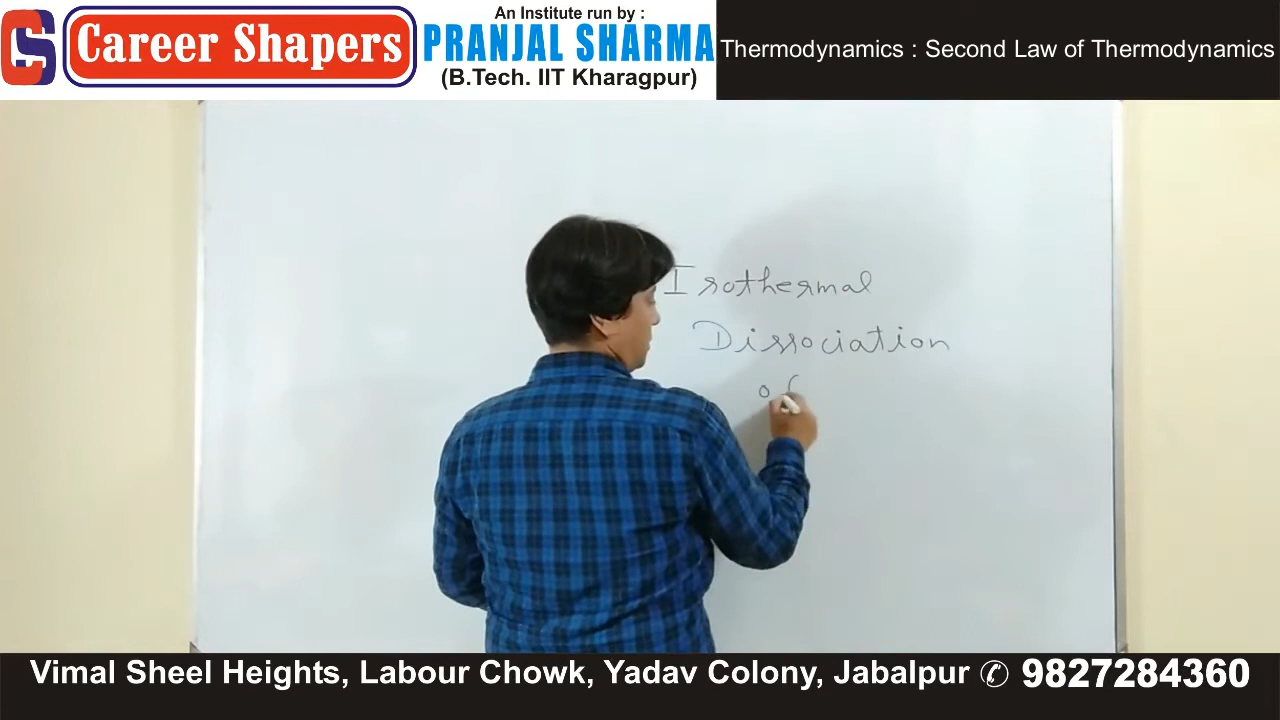 CS Career Shapers
An Institute run by :
PRANJAL SHARMA
(B.Tech. IIT Kharagpur)
Thermodynamics : Second Law of Thermodynamics
Isothermal
Dissociation
of
Vimal Sheel Heights, Labour Chowk, Yadav Colony, Jabalpur ✆ 9827284360